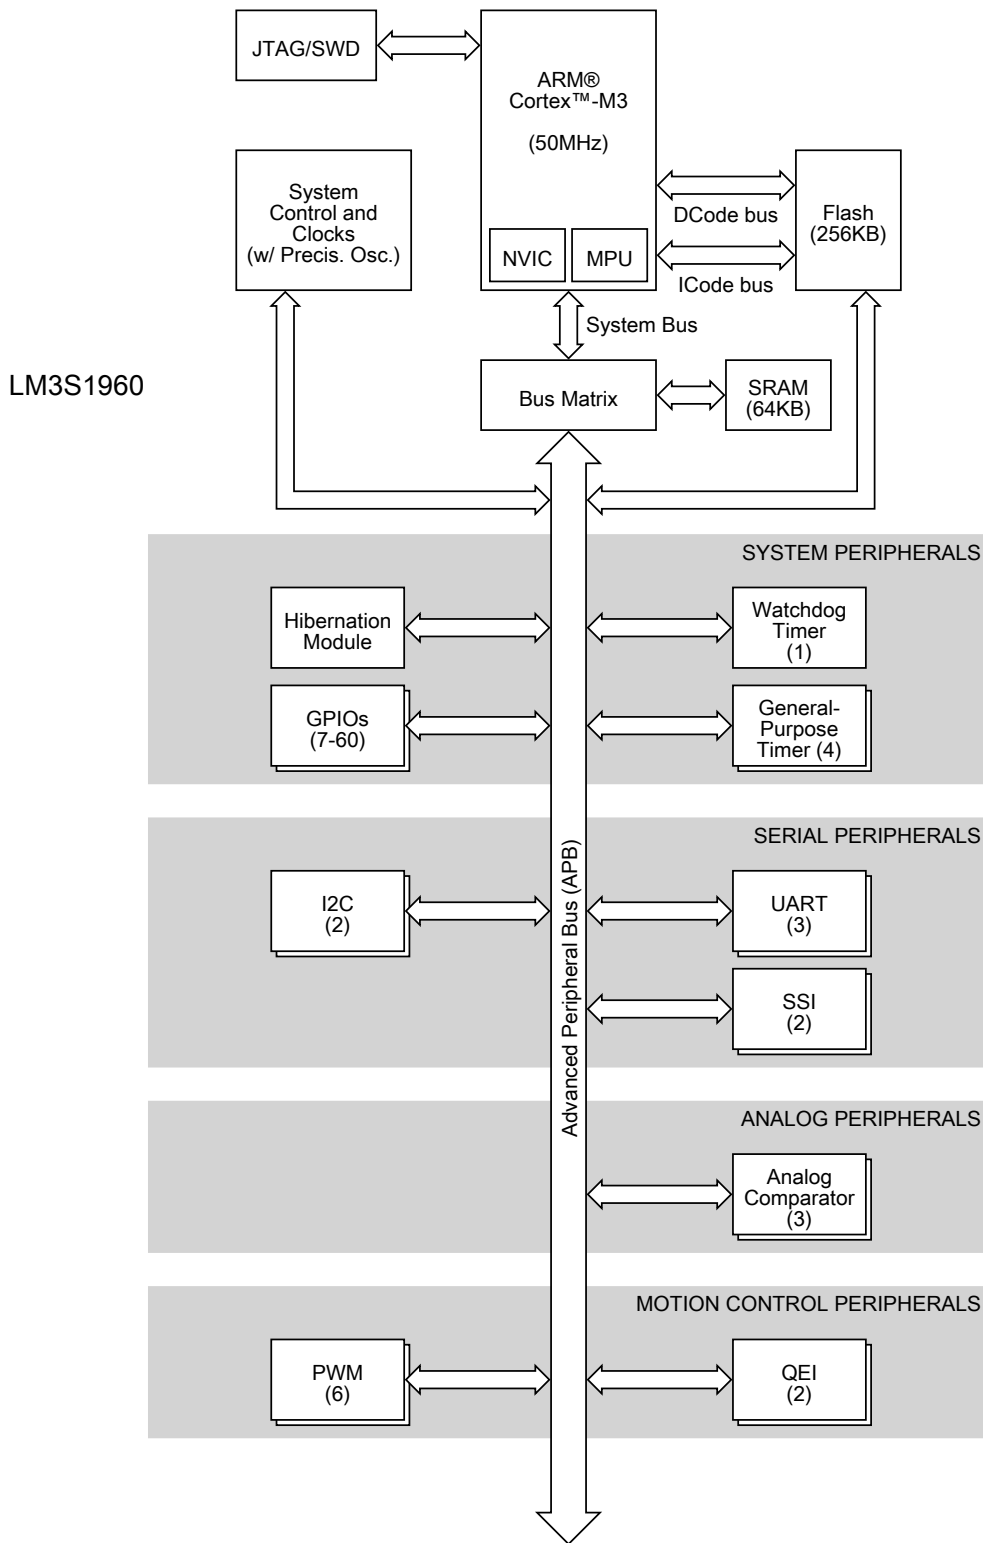 JTAG/SWD
ARM®
Cortex™-M3
(50MHz)
System
Control and
Clocks
(w/ Precis. Osc.)
DCode bus
Flash
(256KB)
NVIC
MPU
ICode bus
System Bus
LM3S1960
Bus Matrix
SRAM
(64KB)
SYSTEM PERIPHERALS
Hibernation
Module
Watchdog
Timer
(1)
GPIOs
(7-60)
General-
Purpose
Timer (4)
Advanced Peripheral Bus (APB)
SERIAL PERIPHERALS
I2C
(2)
UART
(3)
SSI
(2)
ANALOG PERIPHERALS
Analog
Comparator
(3)
MOTION CONTROL PERIPHERALS
PWM
(6)
QEI
(2)